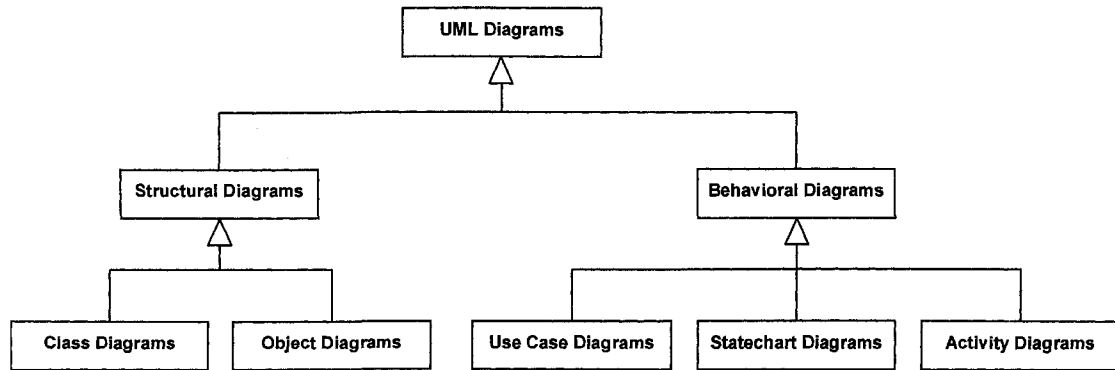 UML Diagrams
Structural Diagrams
Behavioral Diagrams
Class Diagrams
Object Diagrams
Use Case Diagrams
Statechart Diagrams
Activity Diagrams